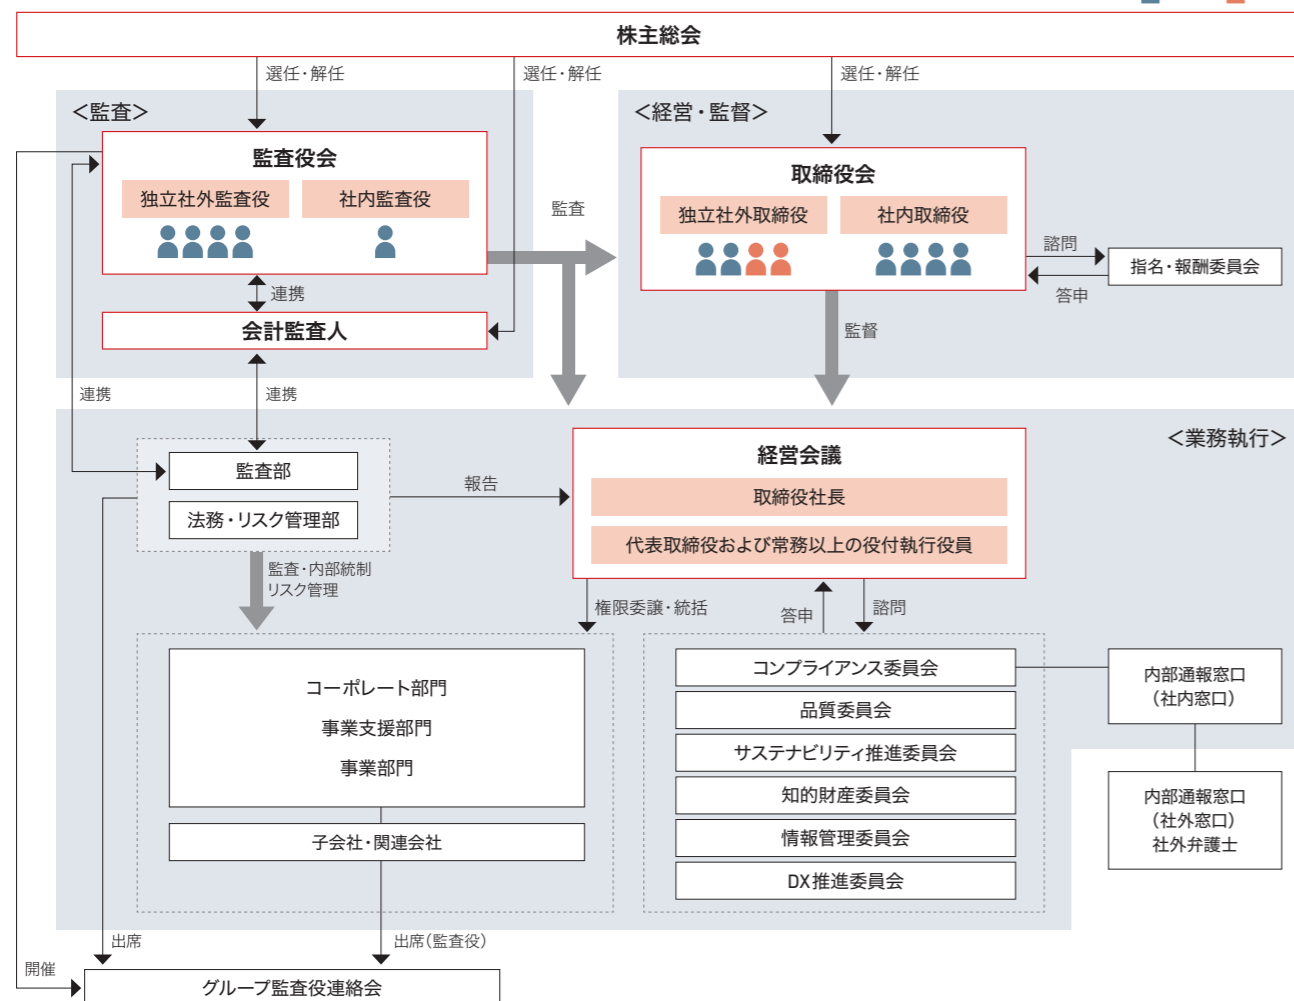 株主総会
選任・解任
選任・解任
選任・解任
＜監査＞
監査役会
独立社外監査役
社内監査役
連携
会計監査人
監査
＜経営・監督＞
取締役会
独立社外取締役
社内取締役
諮問
答申
指名・報酬委員会
監督
連携
連携
＜業務執行＞
監査部
法務・リスク管理部
報告
経営会議
取締役社長
代表取締役および常務以上の役付執行役員
監査・内部統制
リスク管理
権限委譲・統括
答申
諮問
コーポレート部門
事業支援部門
事業部門
子会社・関連会社
コンプライアンス委員会
品質委員会
サステナビリティ推進委員会
知的財産委員会
情報管理委員会
DX推進委員会
内部通報窓口
（社内窓口）
内部通報窓口
（社外窓口）
社外弁護士
出席
出席（監査役）
開催
グループ監査役連絡会